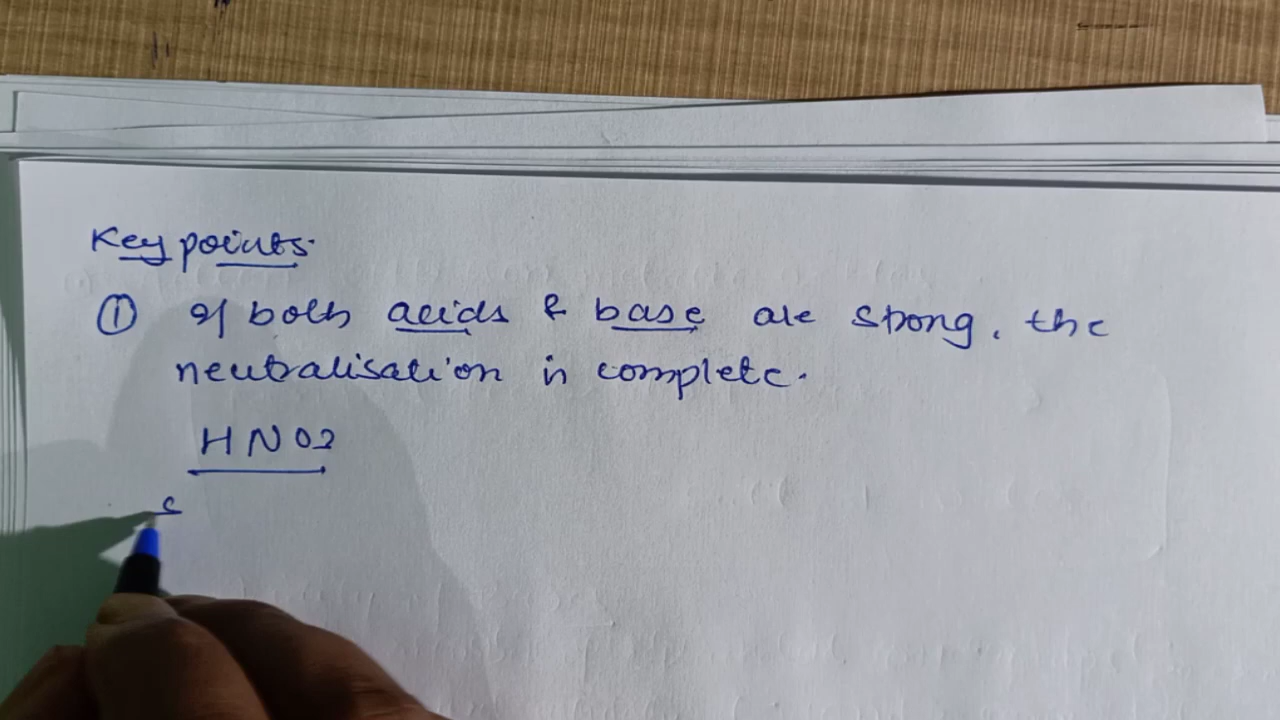 Key points.
① If both acids & base are strong, the
neutralisation is complete.
HNO3